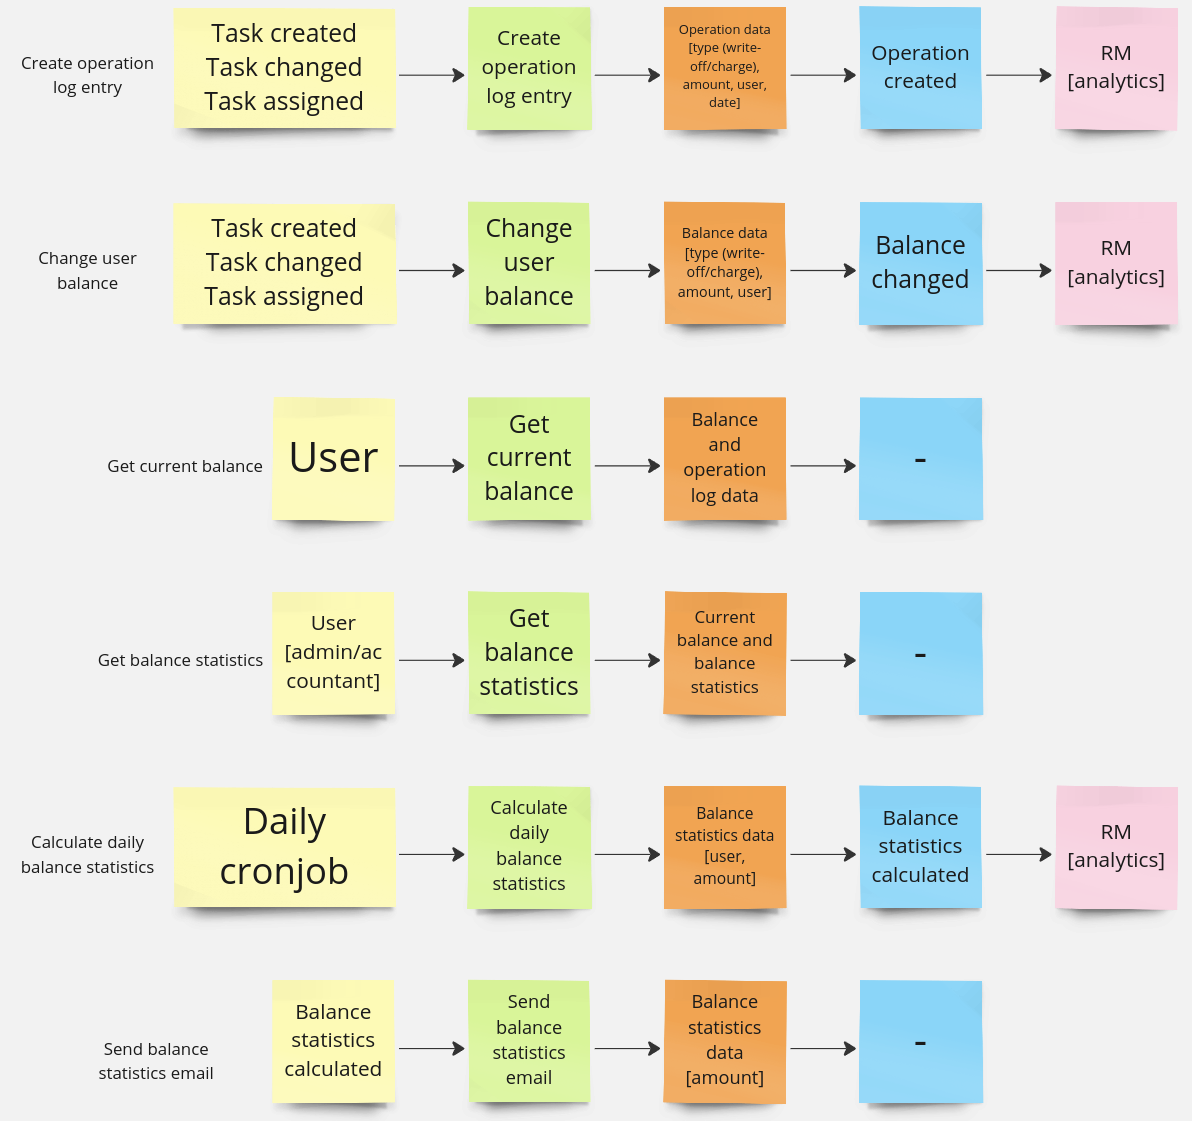 Create operation
log entry
Task created
Task changed
Task assigned
Create
operation
log entry
Operation data
[type (write-
off/charge),
amount, user,
date]
Operation
created
RM
[analytics]
Change user
balance
Task created
Task changed
Task assigned
Change
user
balance
Balance data
[type (write-
off/charge),
amount, user]
Balance
changed
RM
[analytics]
Get current balance
User
Get
current
balance
Balance
and
operation
log data
-
Get balance statistics
User
[admin/ac
countant]
Get
balance
statistics
Current
balance and
balance
statistics
-
Calculate daily
balance statistics
Daily
cronjob
Calculate
daily
balance
statistics
Balance
statistics data
[user,
amount]
Balance
statistics
calculated
RM
[analytics]
Send balance
statistics email
Balance
statistics
calculated
Send
balance
statistics
email
Balance
statistics
data
[amount]
-